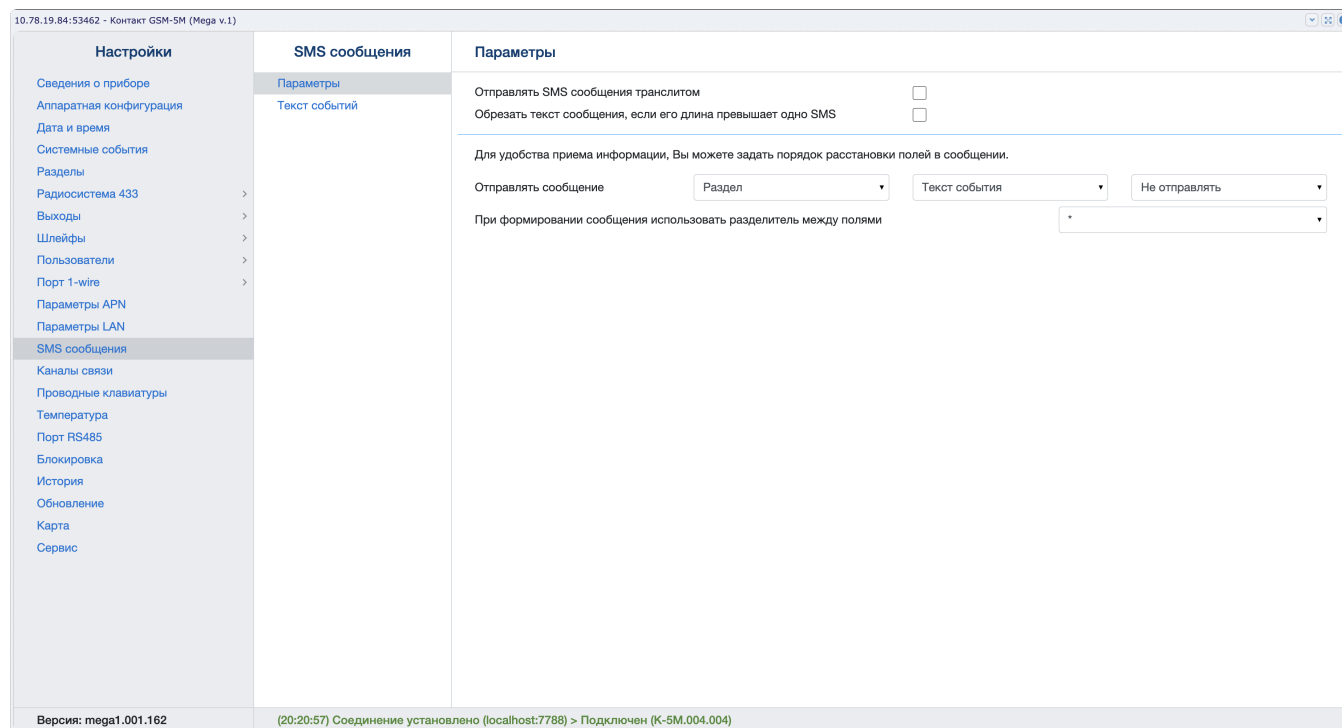 10.78.19.84:53462 - Контакт GSM-5M (Mega v.1)
Настройки
Сведения о приборе
Аппаратная конфигурация
Дата и время
Системные события
Разделы
Радиосистема 433
Выходы
Шлейфы
Пользователи
Порт 1-wire
Параметры APN
Параметры LAN
SMS сообщения
Каналы связи
Проводные клавиатуры
Температура
Порт RS485
Блокировка
История
Обновление
Карта
Сервис
Версия: mega1.001.162
SMS сообщения
Параметры
Текст событий
Параметры
Отправлять SMS сообщения транслитом
Обрезать текст сообщения, если его длина превышает одно SMS
Для удобства приема информации, Вы можете задать порядок расстановки полей в сообщении.
Отправлять сообщение Раздел Текст события Не отправлять
При формировании сообщения использовать разделитель между полями *
(20:20:57) Соединение установлено (localhost:7788) > Подключен (K-5M.004.004)